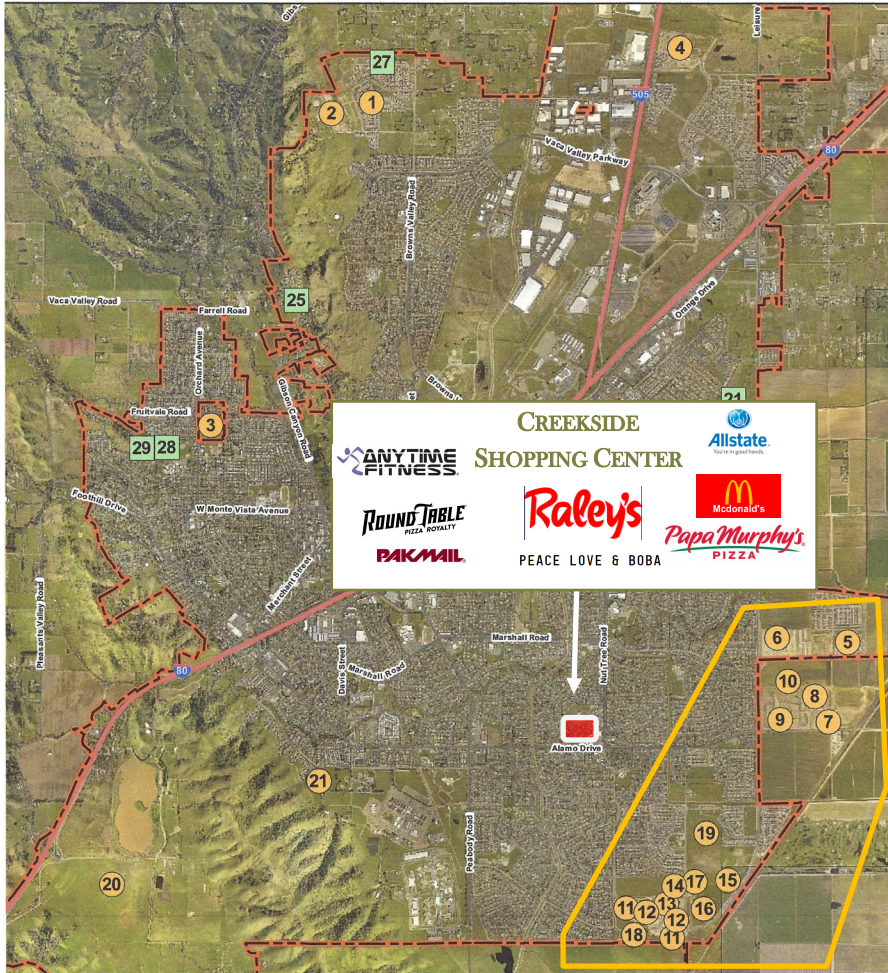 Gibs
27
4
Leisure
1
2
505
Vaca Valley Parkway
80
Browns Valley Road
Vaca Valley Road
25
Farrell Road
Orange Drive
Orchard Avenue
Gibson Canyon Road
Browns
21
Fruitvale Road
3
29
28
CREEKSIDE
SHOPPING CENTER
Allstate.
You're in good hands.
ANYTIME
FITNESS.
ROUND TABLE
PIZZA ROYALTY
Raley's
McDonald's
PAKMAIL
PEACE LOVE & BOBA
Papa Murphy's
PIZZA
Foothill Drive
W Monte Vista Avenue
Merchant Street
Pleasants Valley Road
80
Marshall Road
Nut Tree Road
Davis Street
Marshall Road
6
5
10
8
9
7
Alamo Drive
21
Peabody Road
19
20
14
17
15
11
12
13
12
16
18
11